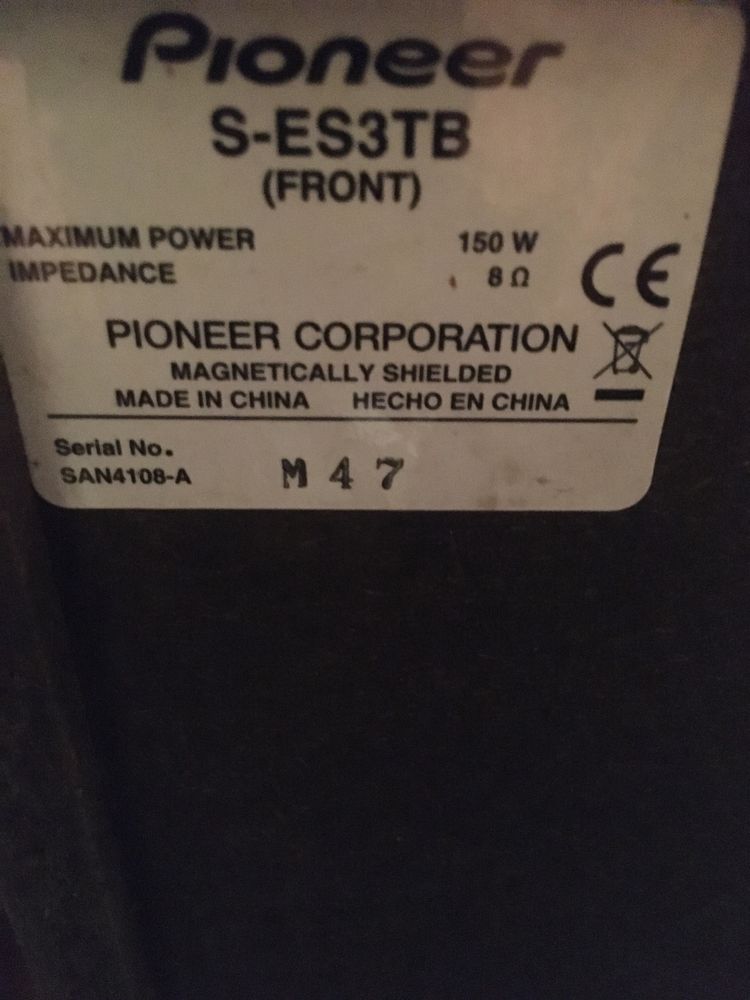 Pioneer
S-ES3TB
(FRONT)
MAXIMUM POWER 150 W
IMPEDANCE 8 Ω
CE
PIONEER CORPORATION
MAGNETICALLY SHIELDED
MADE IN CHINA HECHO EN CHINA
Serial No.
SAN4108-A M 4 7